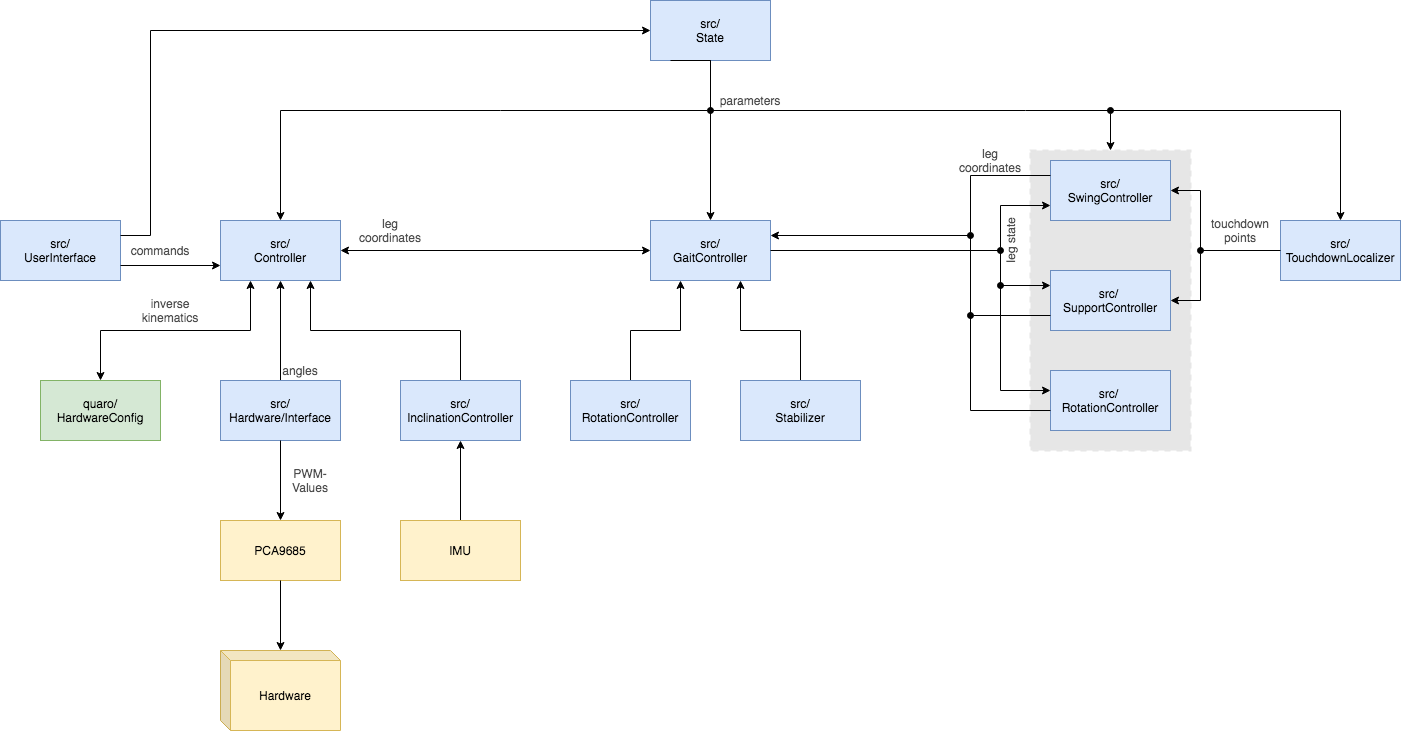 src/
State
parameters
leg
coordinates
src/
SwingController
src/
UserInterface
commands
src/
Controller
leg
coordinates
src/
GaitController
leg state
touchdown
points
src/
TouchdownLocalizer
inverse
kinematics
src/
SupportController
angles
quaro/
HardwareConfig
src/
Hardware/Interface
src/
InclinationController
src/
RotationController
src/
Stabilizer
src/
RotationController
PWM-
Values
PCA9685
IMU
Hardware